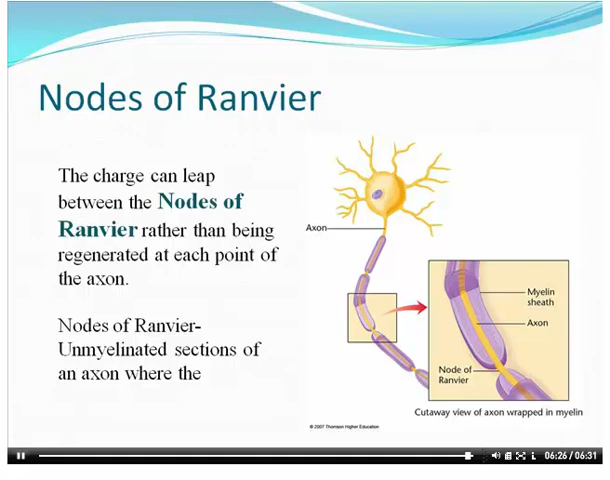 Nodes of Ranvier
The charge can leap
between the Nodes of
Ranvier rather than being
regenerated at each point of
the axon.
Nodes of Ranvier-
Unmyelinated sections of
an axon where the
Axon
Myelin
sheath
Axon
Node of
Ranvier
Cutaway view of axon wrapped in myelin
© 2007 Thomson Higher Education
06:26 / 06:31